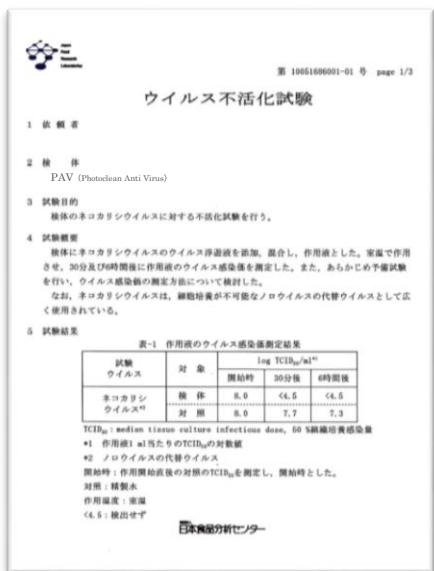 Japan
Food
Research
Laboratories
第 10051686001-01 号 page 1/3
ウイルス不活化試験
1 依 頼 者
2 検 体
PAV (Photoclean Anti Virus)
3 試験目的
検体のネコカリシウイルスに対する不活化試験を行う。
4 試験概要
検体にネコカリシウイルスのウイルス浮遊液を添加，混合し，作用液とした。室温で作用
させ，30分及び6時間後に作用液のウイルス感染価を測定した。また，あらかじめ予備試験
を行い，ウイルス感染価の測定方法について検討した。
なお，ネコカリシウイルスは，細胞培養が不可能なノロウイルスの代替ウイルスとして広
く使用されている。
5 試験結果
表-1 作用液のウイルス感染価測定結果
試験
ウイルス
対 象
log TCID50/ml*1
開始時 30分後 6時間後
ネコカリシ
ウイルス*2
検 体 8.0 <4.5 <4.5
対 照 8.0 7.7 7.3
TCID50：median tissue culture infectious dose, 50 %組織培養感染量
*1 作用液1 ml当たりのTCID50の対数値
*2 ノロウイルスの代替ウイルス
開始時：作用開始直後の対照のTCID50を測定し，開始時とした。
対照：精製水
作用温度：室温
<4.5：検出せず
日本食品分析センター